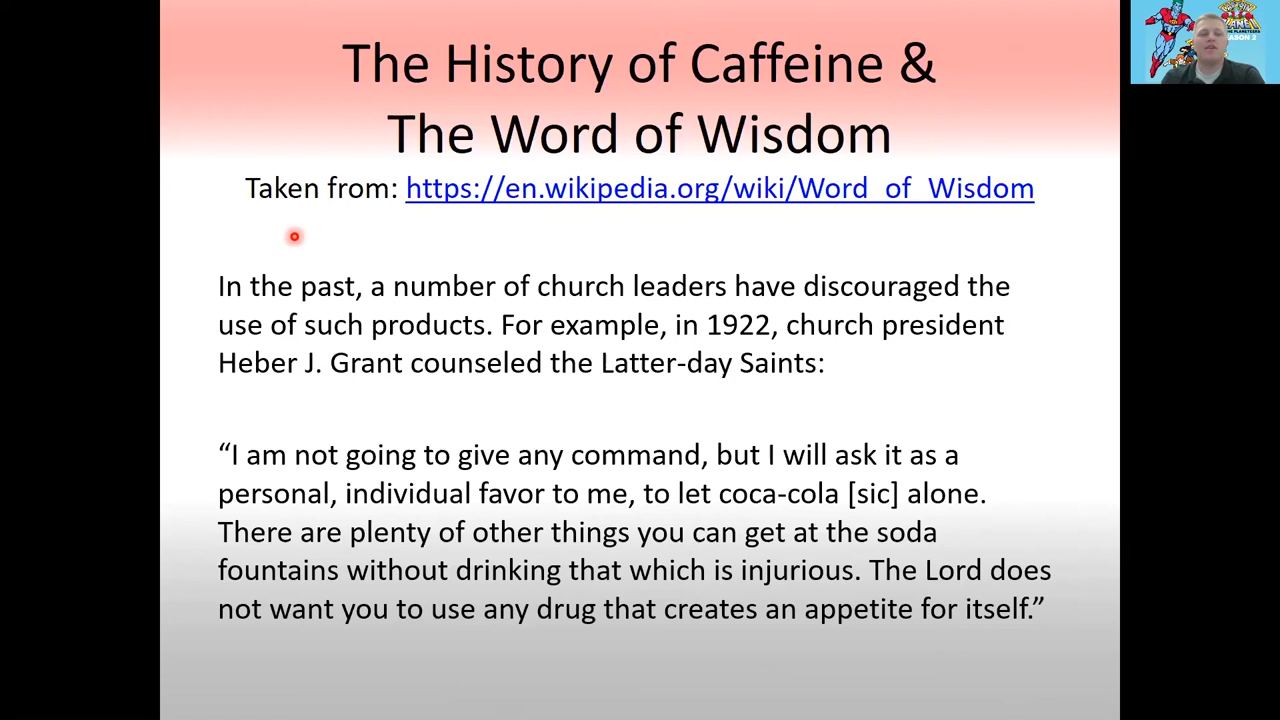 The History of Caffeine &
The Word of Wisdom
Taken from: https://en.wikipedia.org/wiki/Word_of_Wisdom
In the past, a number of church leaders have discouraged the
use of such products. For example, in 1922, church president
Heber J. Grant counseled the Latter-day Saints:
“I am not going to give any command, but I will ask it as a
personal, individual favor to me, to let coca-cola [sic] alone.
There are plenty of other things you can get at the soda
fountains without drinking that which is injurious. The Lord does
not want you to use any drug that creates an appetite for itself.”